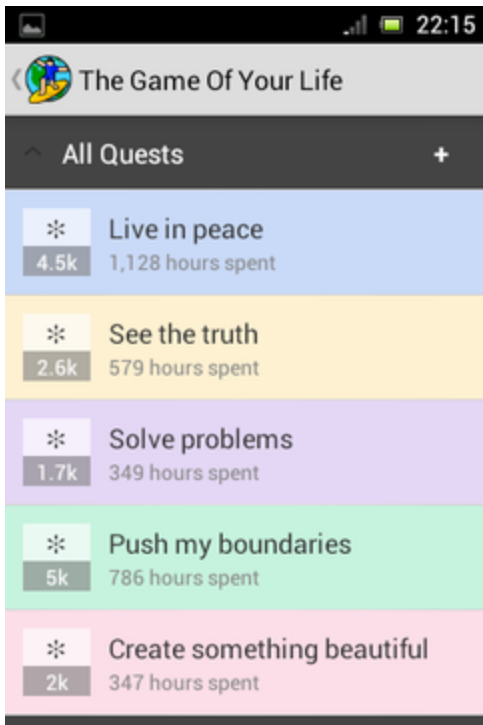 22:15
The Game Of Your Life
All Quests +
* Live in peace
4.5k 1,128 hours spent
* See the truth
2.6k 579 hours spent
* Solve problems
1.7k 349 hours spent
* Push my boundaries
5k 786 hours spent
* Create something beautiful
2k 347 hours spent